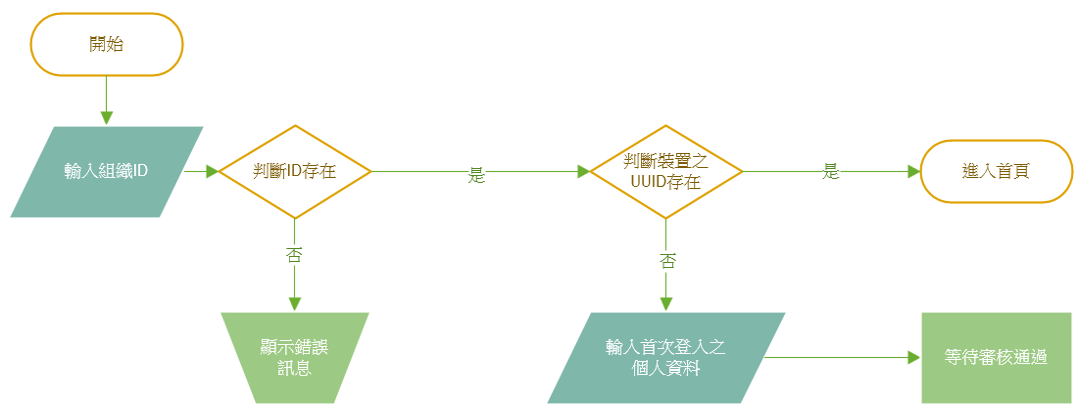 開始
輸入組織ID
判斷ID存在
是
判斷裝置之
UUID存在
是
進入首頁
否
否
顯示錯誤
訊息
輸入首次登入之
個人資料
等待審核通過